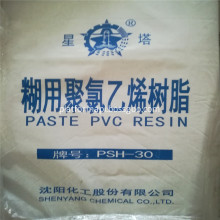 星 塔
糊用聚氯乙烯树脂
PASTE PVC RESIN
牌号：PSH-30
沈阳化工股份有限公司
SHENYANG CHEMICAL CO.,LTD